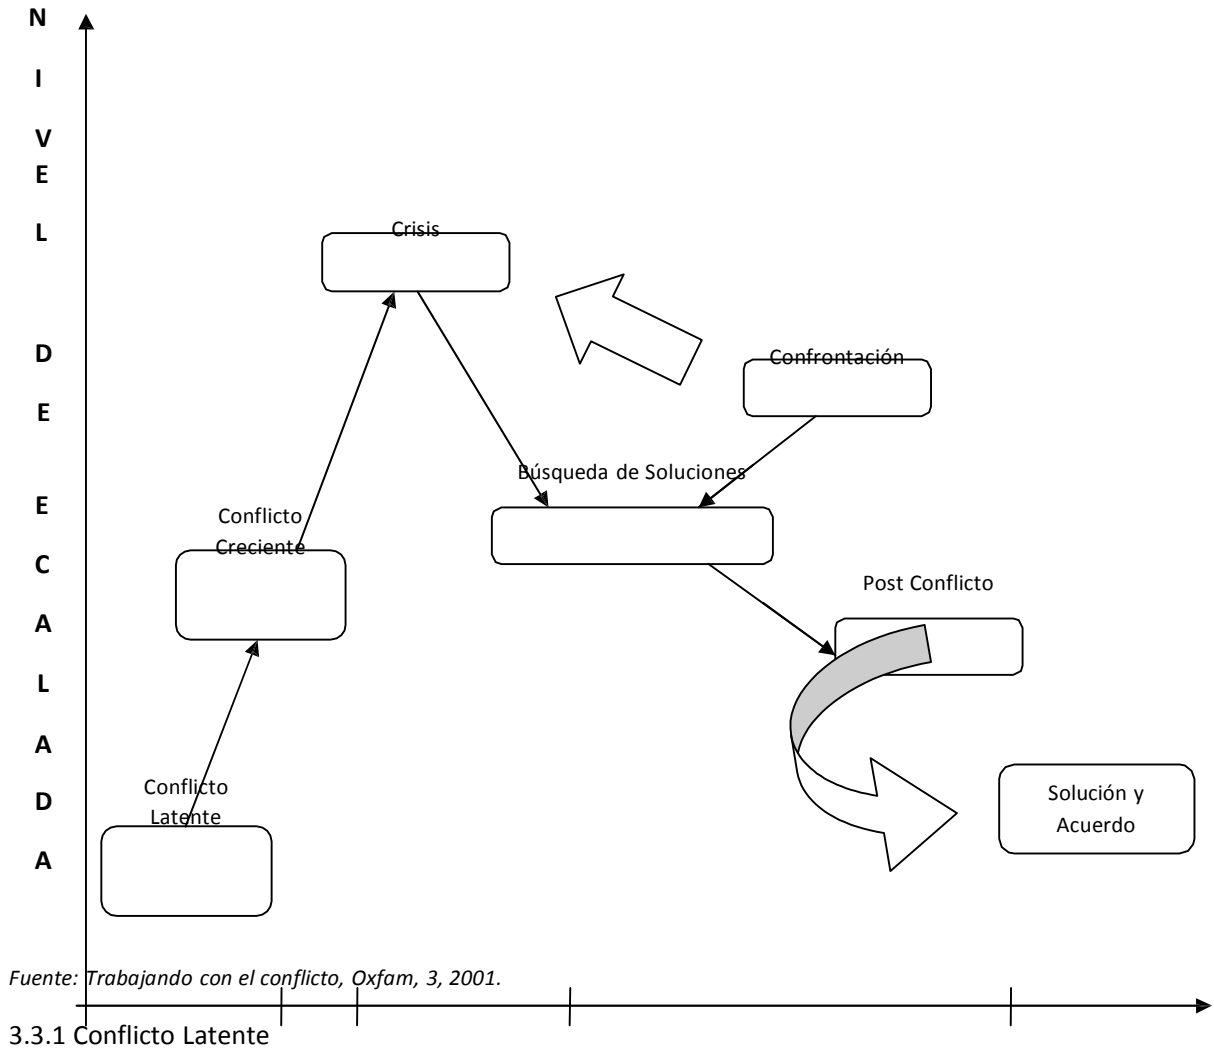 N
I
V
E
L
D
E
E
C
A
L
A
D
A
Crisis
Confrontación
Búsqueda de Soluciones
Conflicto
Creciente
Post Conflicto
Conflicto
Latente
Solución y
Acuerdo
Fuente: Trabajando con el conflicto, Oxfam, 3, 2001.
3.3.1 Conflicto Latente